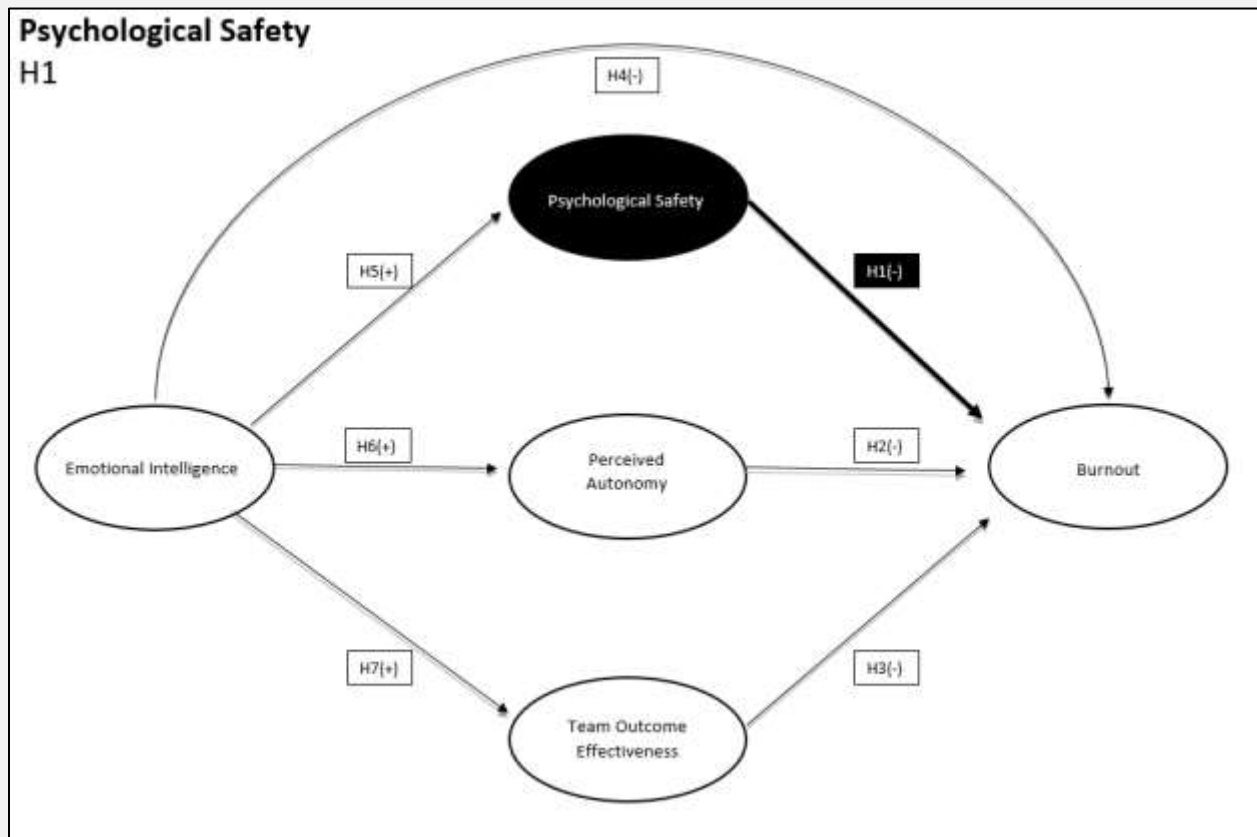 Psychological Safety
H1
H4(-)
Psychological Safety
H5(+)
H1(-)
Emotional Intelligence
H6(+)
Perceived
Autonomy
H2(-)
Burnout
H7(+)
H3(-)
Team Outcome
Effectiveness